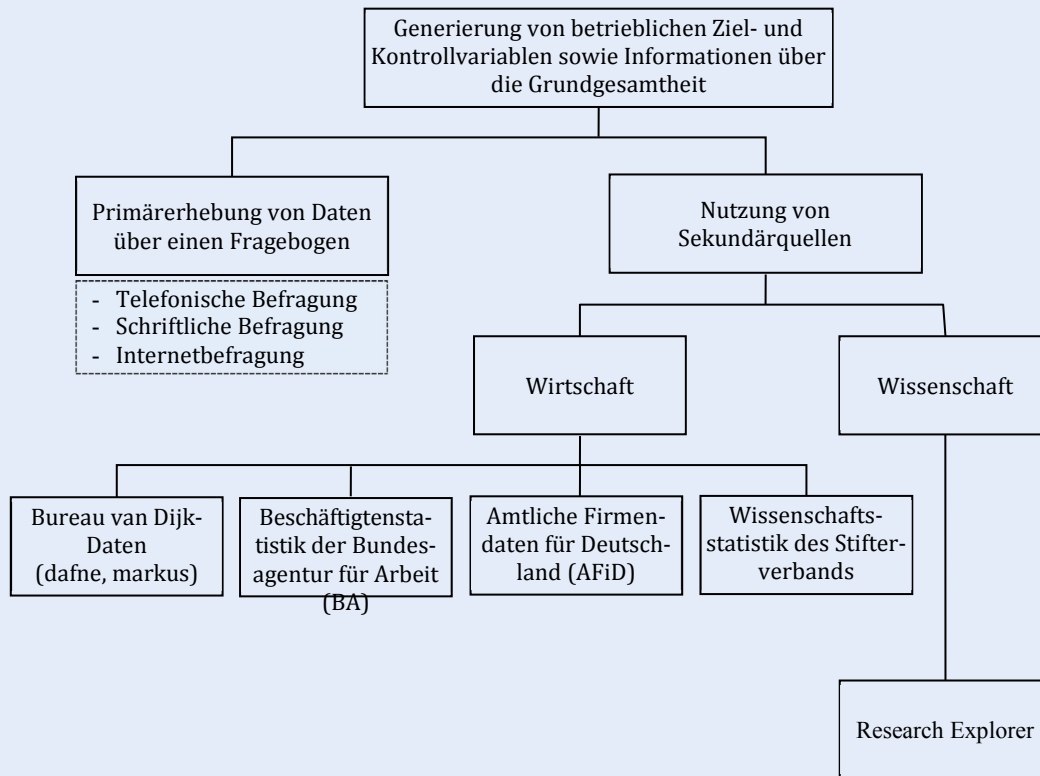 Generierung von betrieblichen Ziel- und
Kontrollvariablen sowie Informationen über
die Grundgesamtheit
Primärerhebung von Daten
über einen Fragebogen
- Telefonische Befragung
- Schriftliche Befragung
- Internetbefragung
Nutzung von
Sekundärquellen
Wirtschaft
Wissenschaft
Bureau van Dijk-
Daten
(dafne, markus)
Beschäftigtensta-
tistik der Bundes-
agentur für Arbeit
(BA)
Amtliche Firmen-
daten für Deutsch-
land (AFiD)
Wissenschafts-
statistik des Stifter-
verbands
Research Explorer